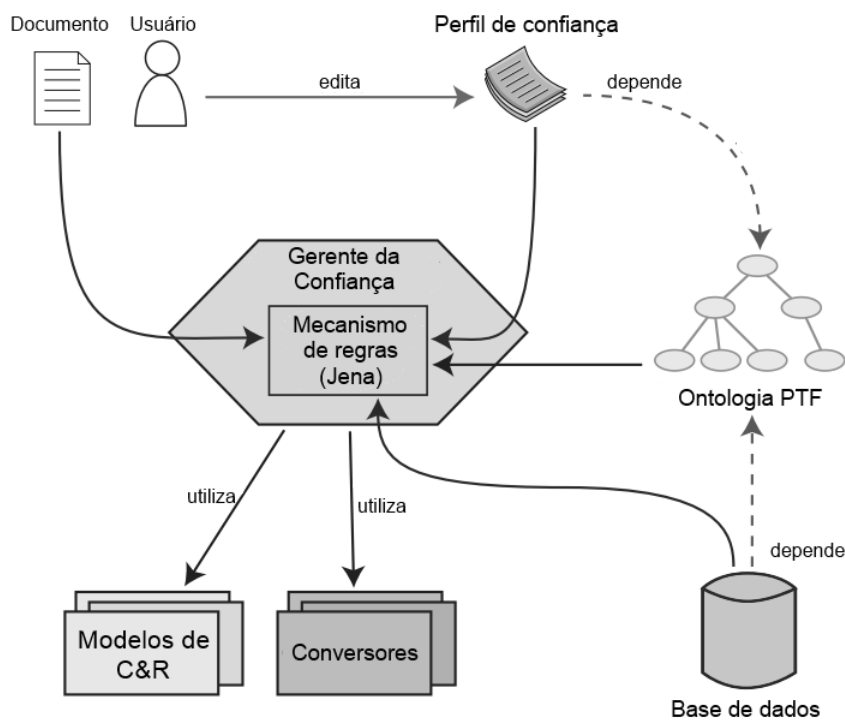 Documento
Usuário
Perfil de confiança
edita
depende
Gerente da
Confiança
Mecanismo
de regras
(Jena)
Ontologia PTF
utiliza
utiliza
depende
Modelos de
C&R
Conversores
Base de dados